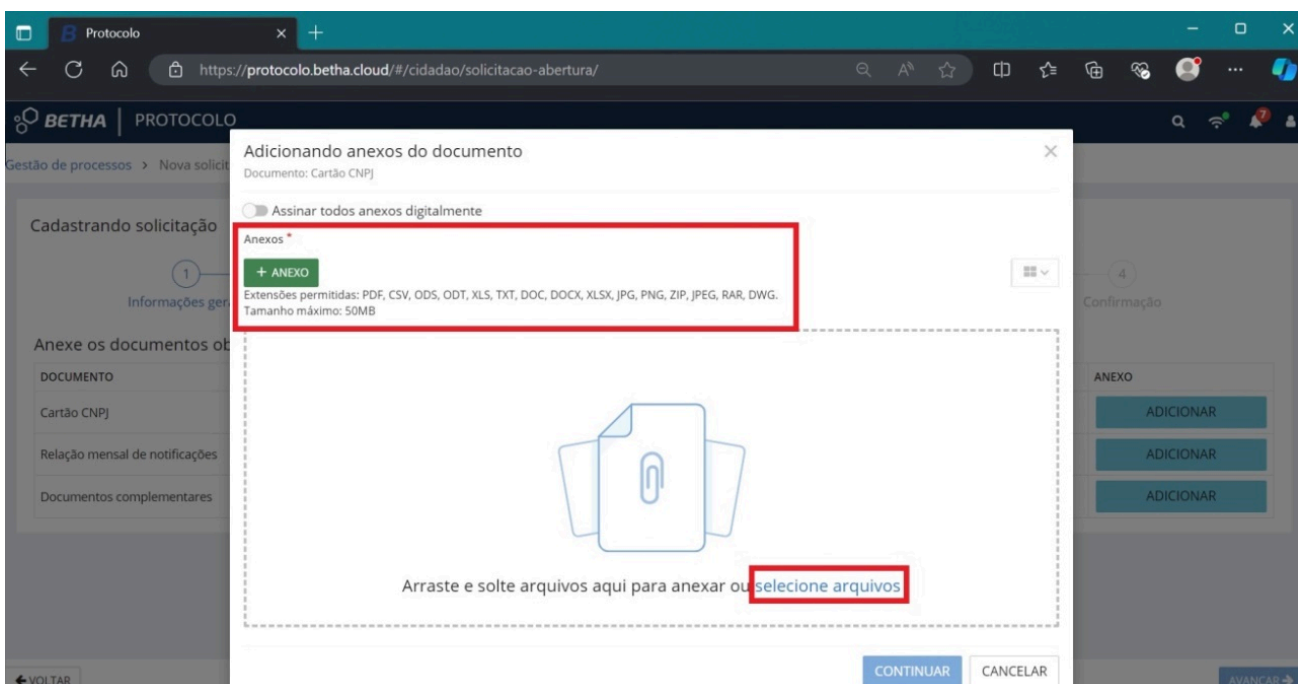 Protocolo
https://protocolo.betha.cloud/#/cidadao/solicitacao-abertura/
BETHA | PROTOCOLO
7
Gestão de processos > Nova solicit
Adicionando anexos do documento
Documento: Cartão CNPJ
Assinar todos anexos digitalmente
Cadastrando solicitação
Anexos *
+ ANEXO
Extensões permitidas: PDF, CSV, ODS, ODT, XLS, TXT, DOC, DOCX, XLSX, JPG, PNG, ZIP, JPEG, RAR, DWG.
Tamanho máximo: 50MB
1
Informações ger
4
Confirmação
Anexe os documentos ob
DOCUMENTO
ANEXO
Cartão CNPJ
ADICIONAR
Relação mensal de notificações
ADICIONAR
Documentos complementares
ADICIONAR
Arraste e solte arquivos aqui para anexar ou selecione arquivos
CONTINUAR
CANCELAR
VOLTAR
AVANÇAR